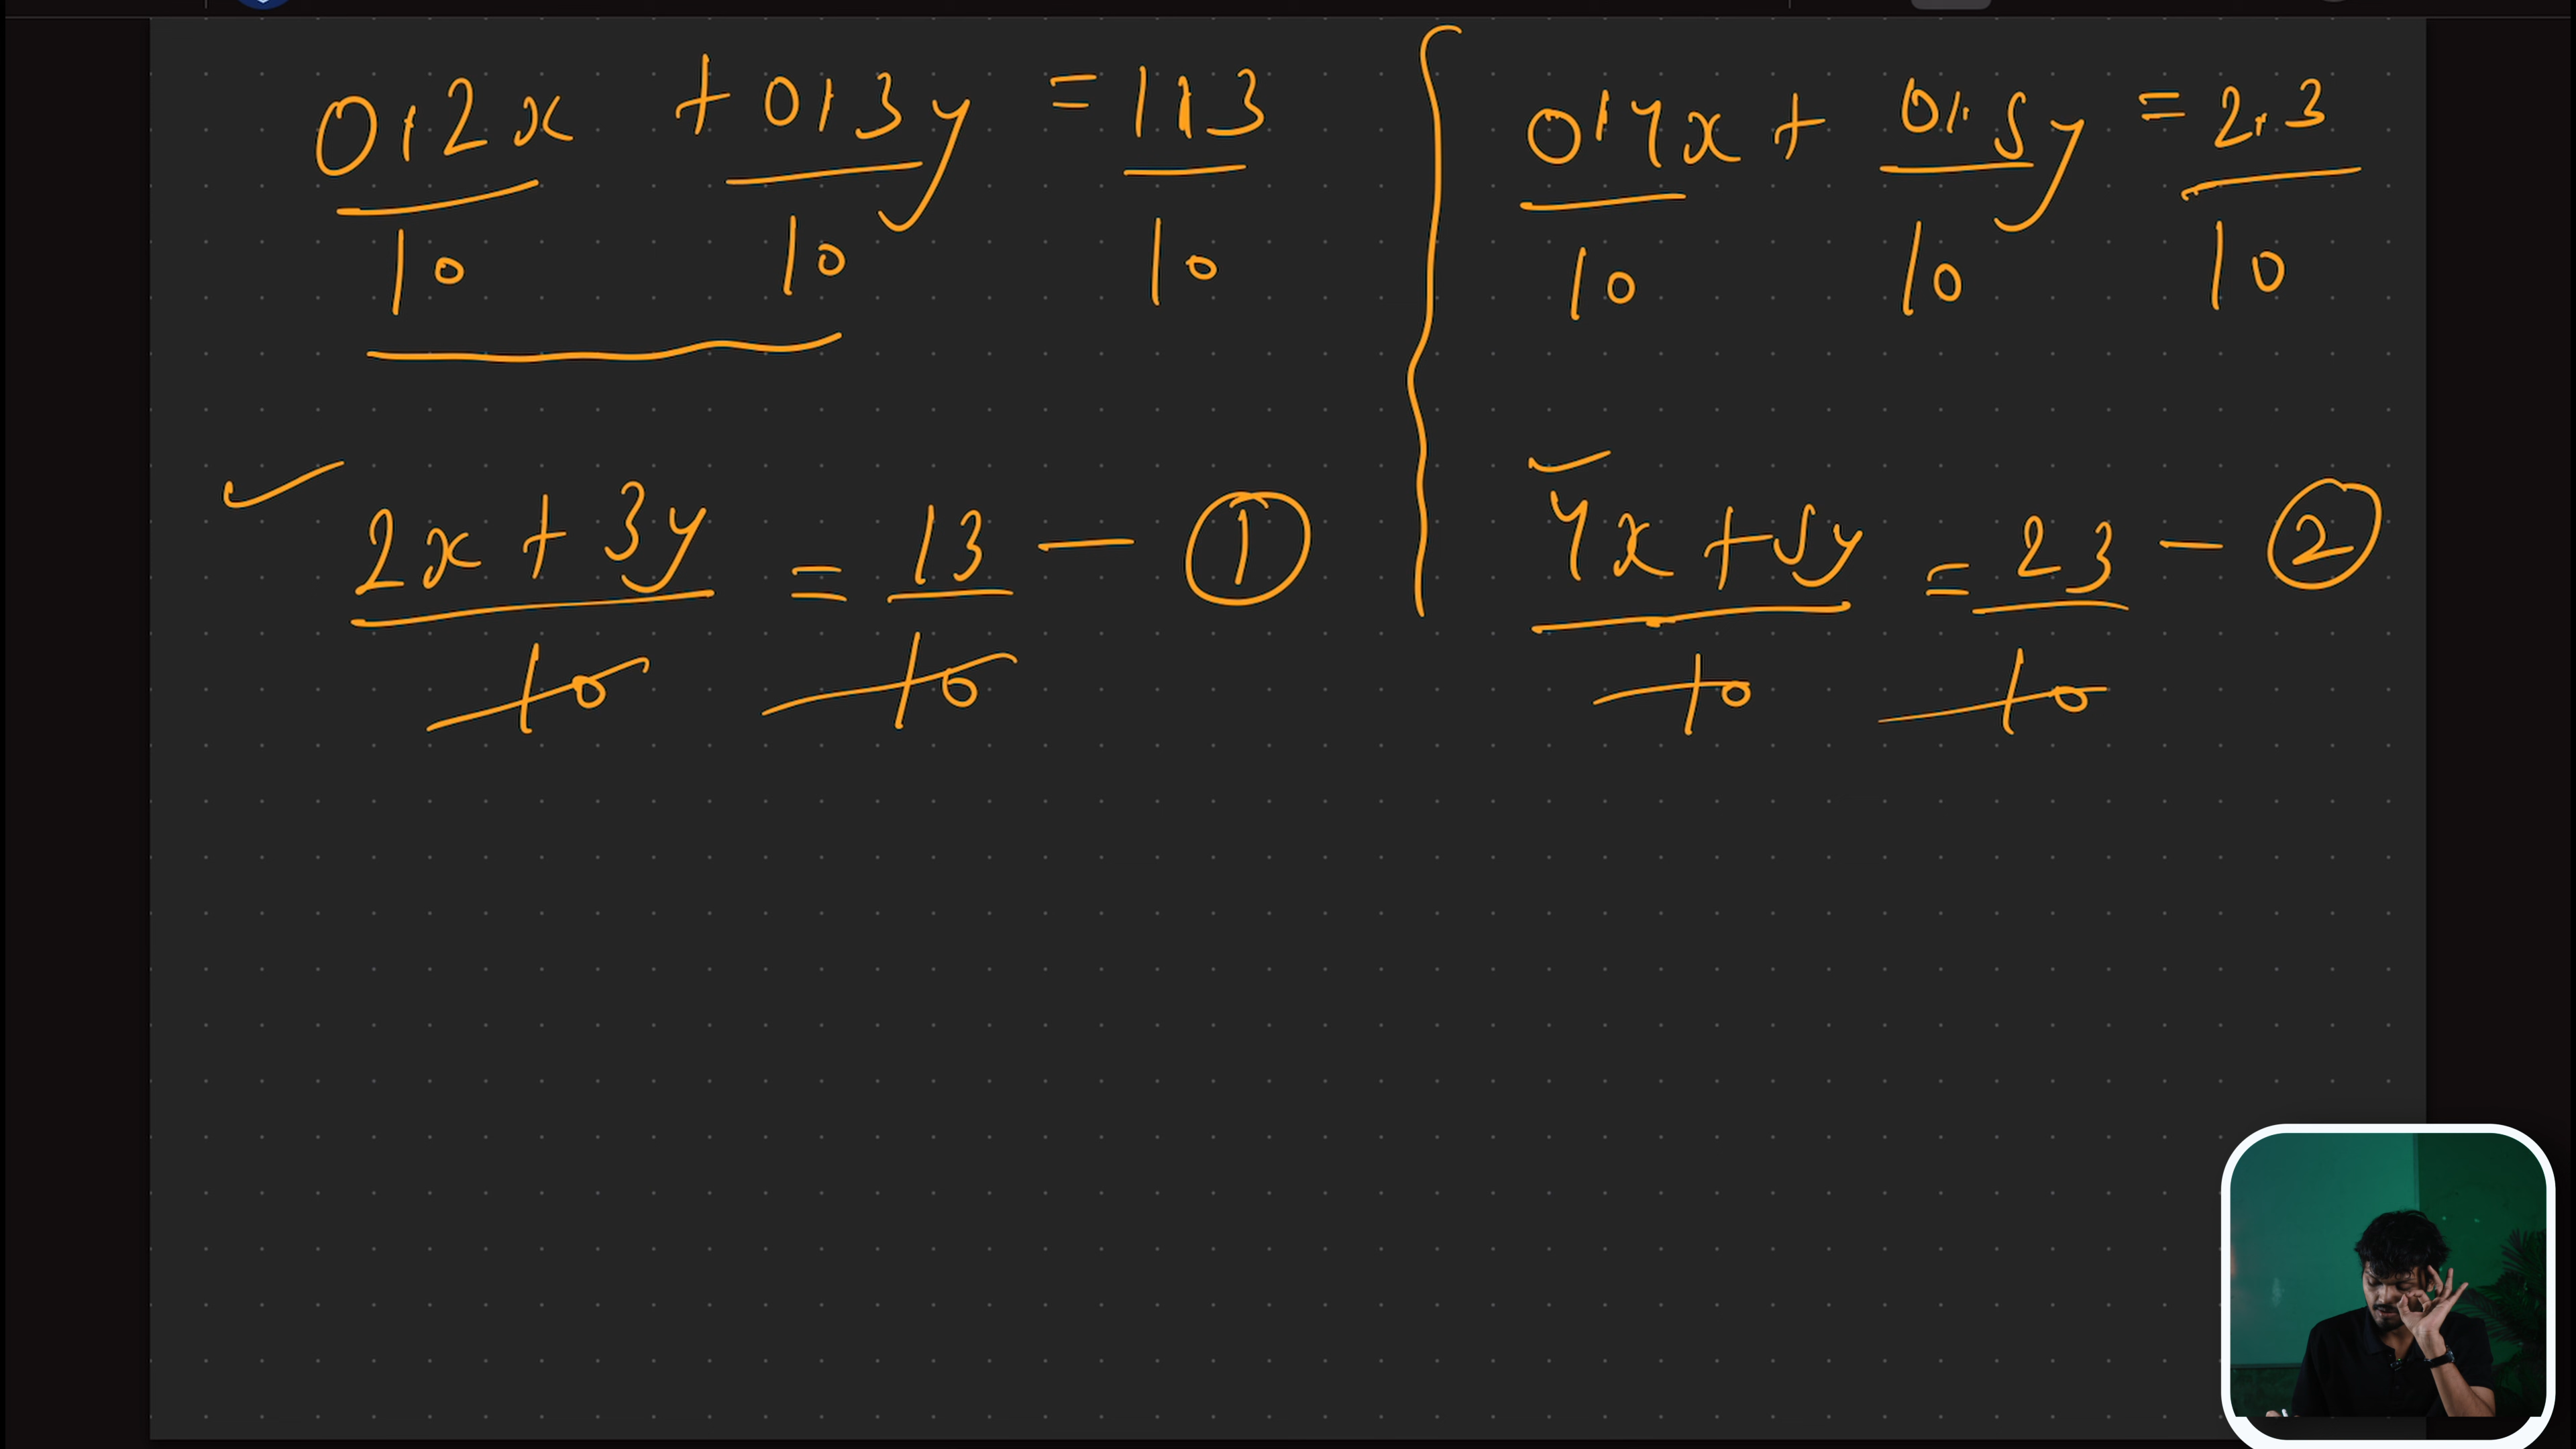 0.2x + 0.3y = 1.3
10 10 10
2x + 3y = 13 — ①
10 10
0.4x + 0.5y = 2.3
10 10 10
4x + 5y = 23 — ②
10 10